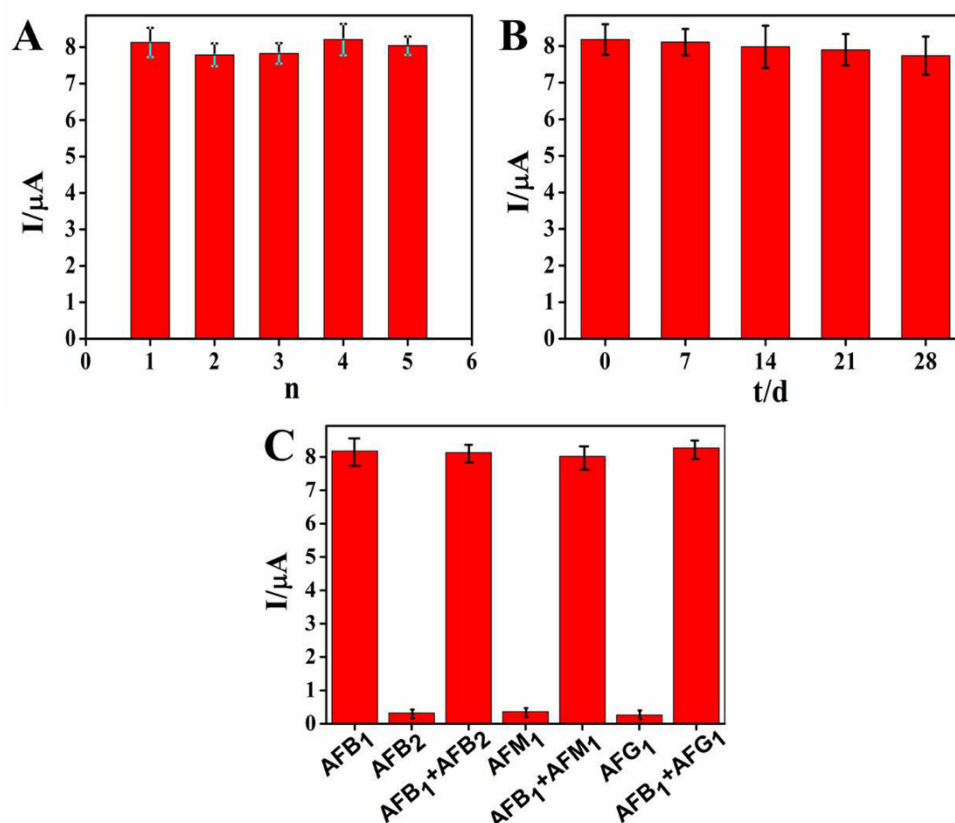 A
I/μA
8
7
6
5
4
3
2
1
0
0 1 2 3 4 5 6
n
B
I/μA
8
7
6
5
4
3
2
1
0
0 7 14 21 28
t/d
C
I/μA
8
7
6
5
4
3
2
1
0
AFB₁
AFB₂
AFB₁+AFB₂
AFM₁
AFB₁+AFM₁
AFG₁
AFB₁+AFG₁